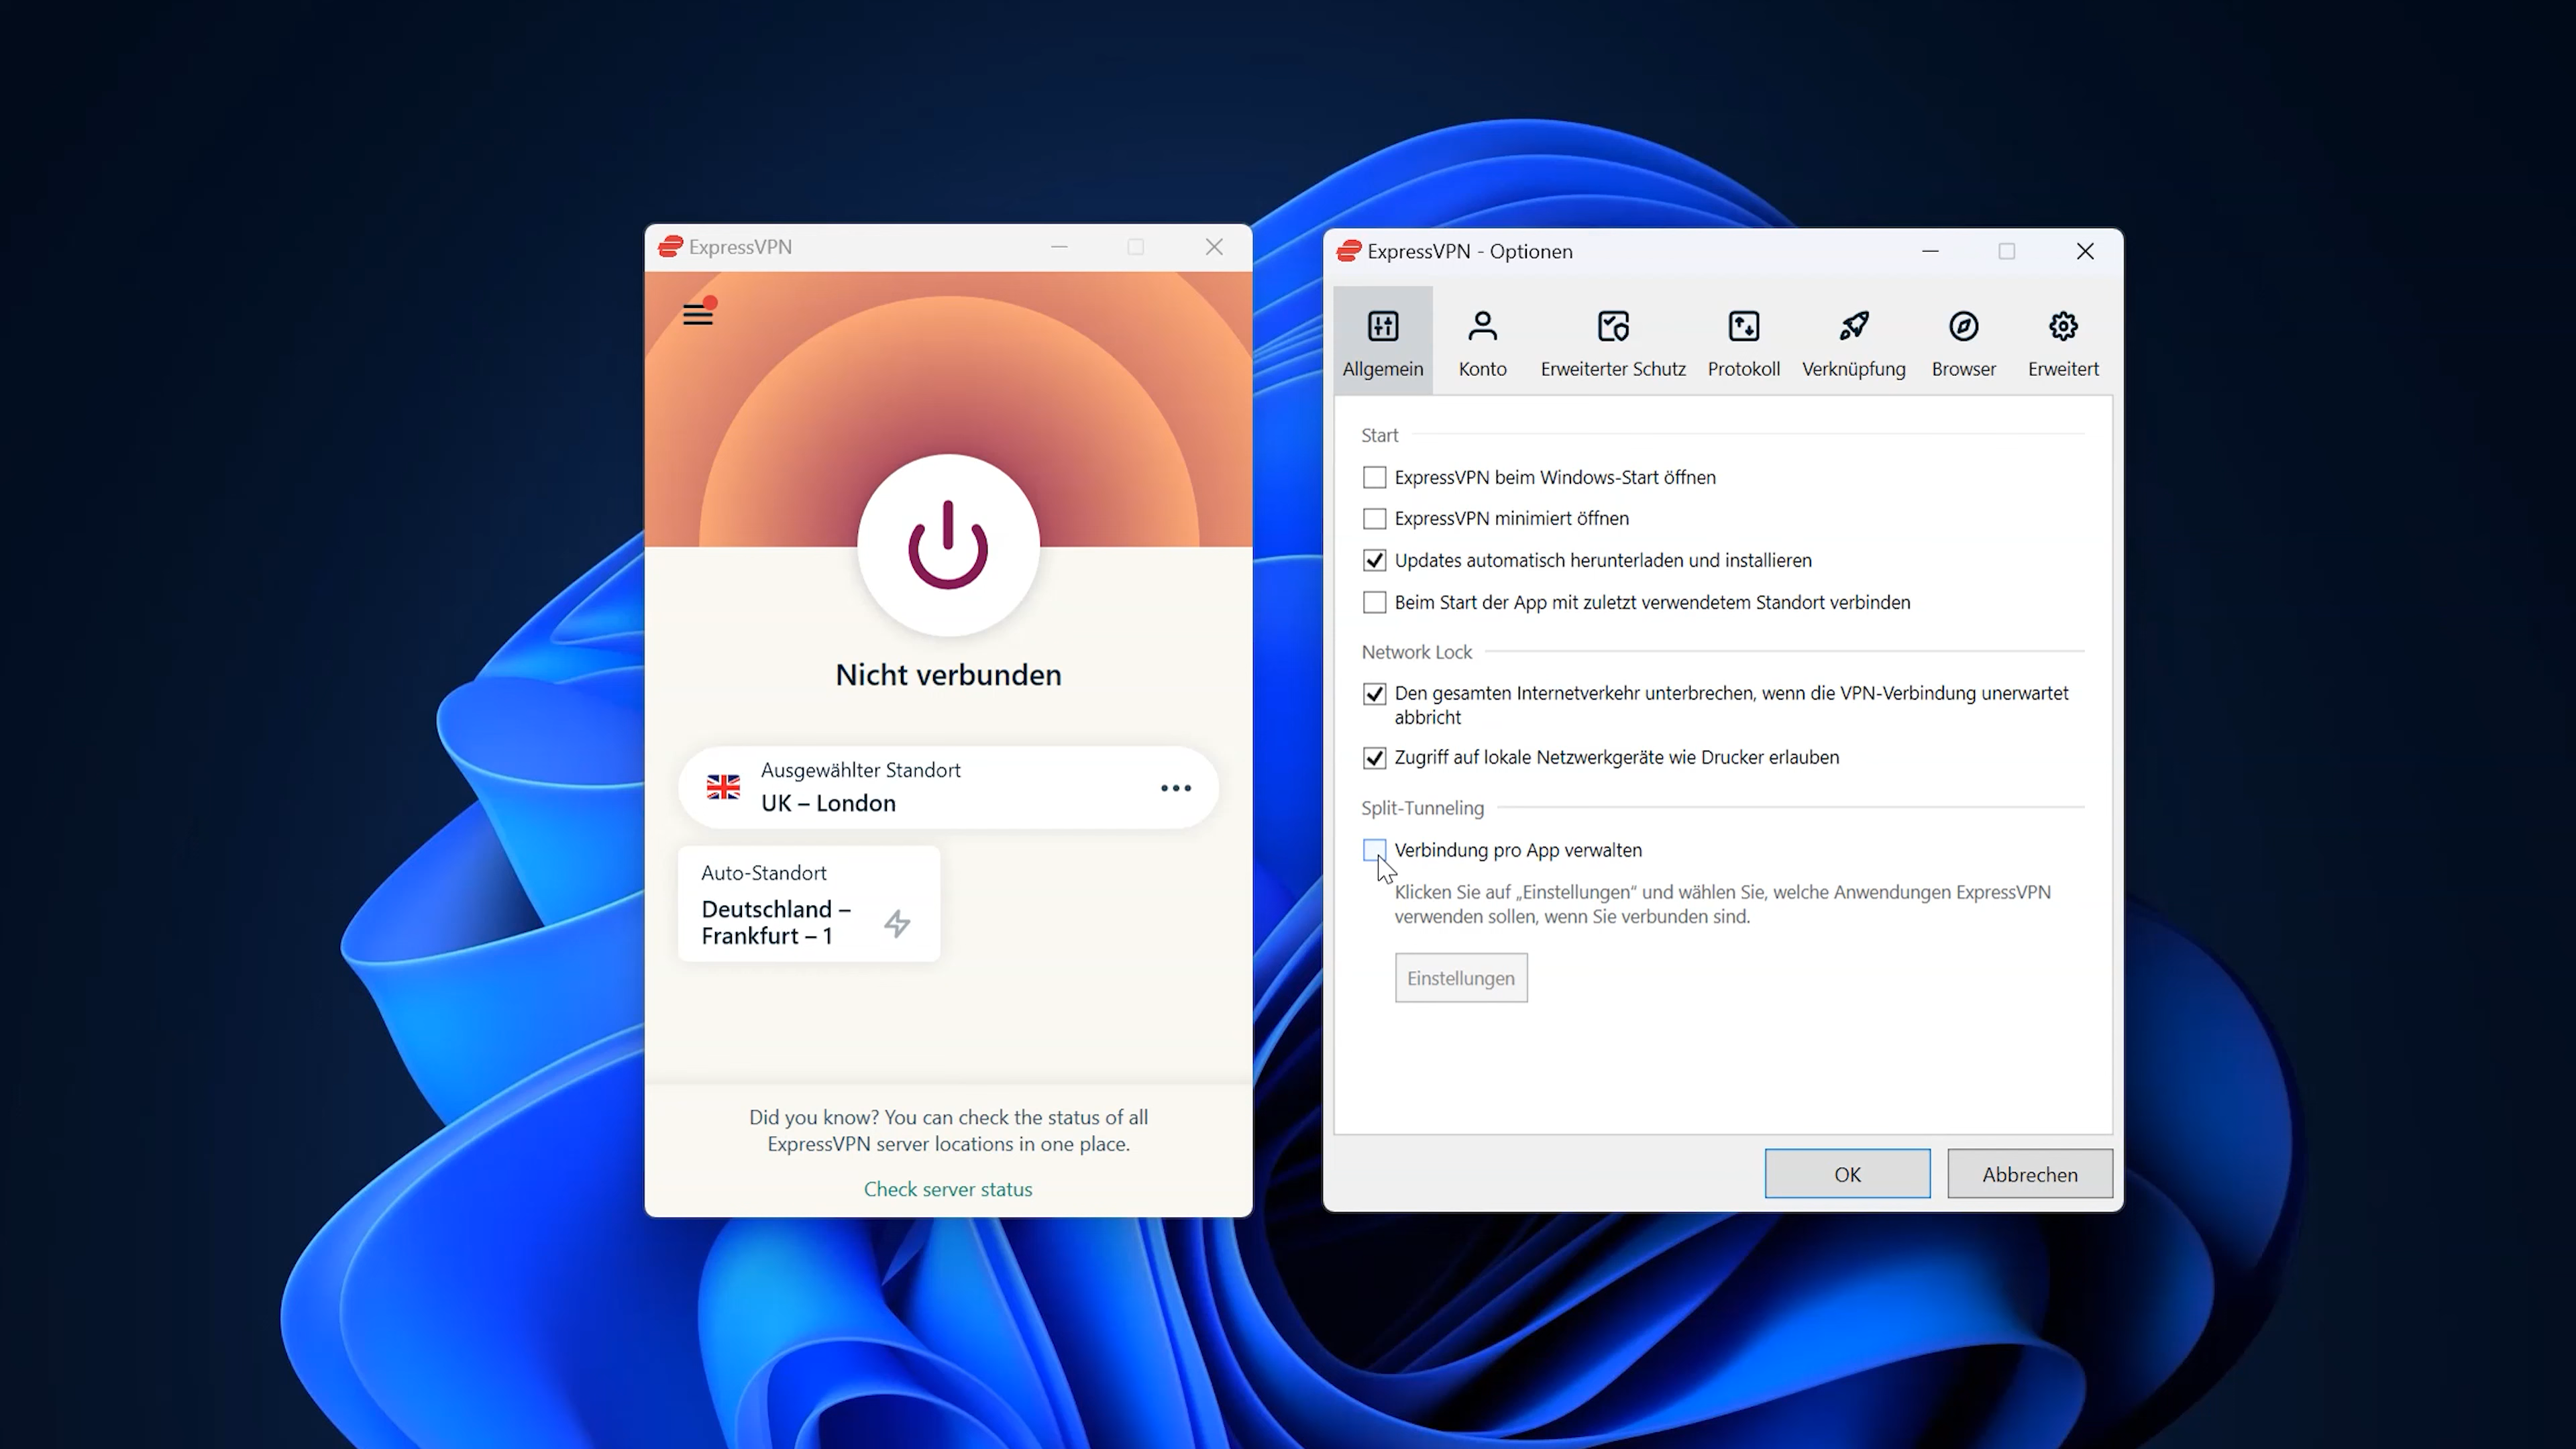 ExpressVPN
Nicht verbunden
Ausgewählter Standort
UK – London
Auto-Standort
Deutschland –
Frankfurt – 1
Did you know? You can check the status of all
ExpressVPN server locations in one place.
Check server status
ExpressVPN - Optionen
Allgemein
Konto
Erweiterter Schutz
Protokoll
Verknüpfung
Browser
Erweitert
Start
ExpressVPN beim Windows-Start öffnen
ExpressVPN minimiert öffnen
Updates automatisch herunterladen und installieren
Beim Start der App mit zuletzt verwendetem Standort verbinden
Network Lock
Den gesamten Internetverkehr unterbrechen, wenn die VPN-Verbindung unerwartet
abbricht
Zugriff auf lokale Netzwerkgeräte wie Drucker erlauben
Split-Tunneling
Verbindung pro App verwalten
Klicken Sie auf „Einstellungen“ und wählen Sie, welche Anwendungen ExpressVPN
verwenden sollen, wenn Sie verbunden sind.
Einstellungen
OK
Abbrechen